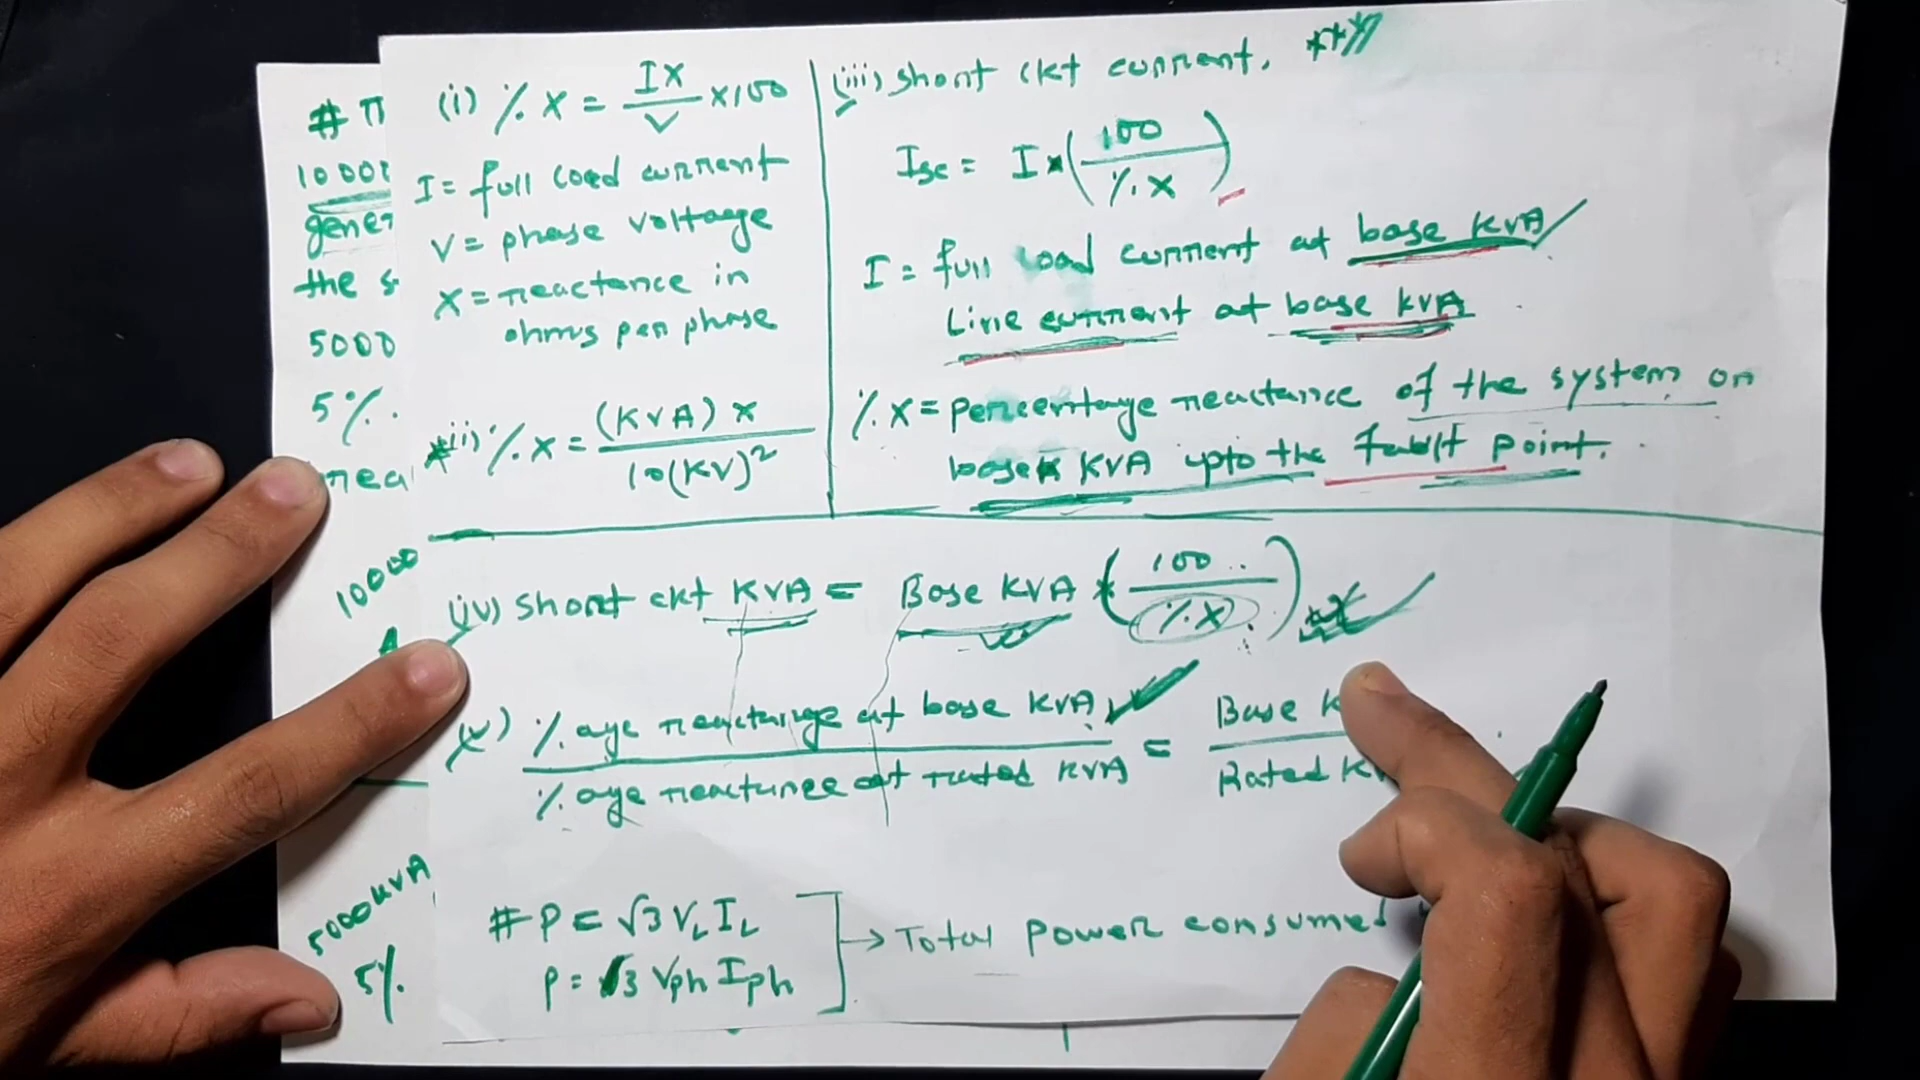 # T
1000
gener
the s
5000
5%.
rea
10000
5000 KVA
5%
(i) % X = IX / V × 100
I = full load current
V = phase voltage
X = reactance in
ohms per phase
*(ii) % X = (KVA) X / 10(KV)²
(iii) short ckt current. ***
Isc = I × (100 / % X)
I = full load current at base KVA
Line current at base KVA
% X = percentage reactance of the system on
base KVA upto the fault point.
(iv) short ckt KVA = Base KVA * (100 / % X)
(v) % age reactance at base KVA / % age reactance at rated KVA = Base K / Rated KV
# P = √3 VL IL
P = 3 Vph Iph
→ Total power consumed